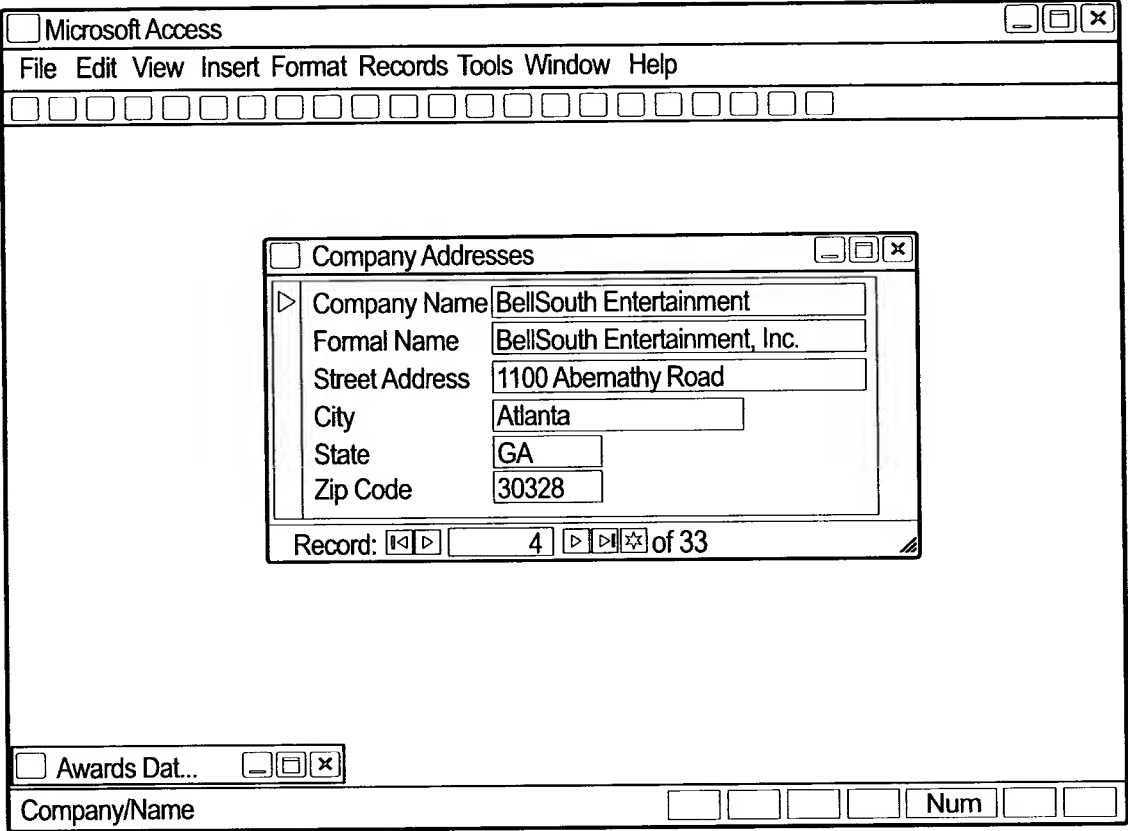 Microsoft Access
File Edit View Insert Format Records Tools Window Help
Company Addresses
Company Name BellSouth Entertainment
Formal Name BellSouth Entertainment, Inc.
Street Address 1100 Abernathy Road
City Atlanta
State GA
Zip Code 30328
Record: 4 of 33
Awards Dat...
Company/Name Num